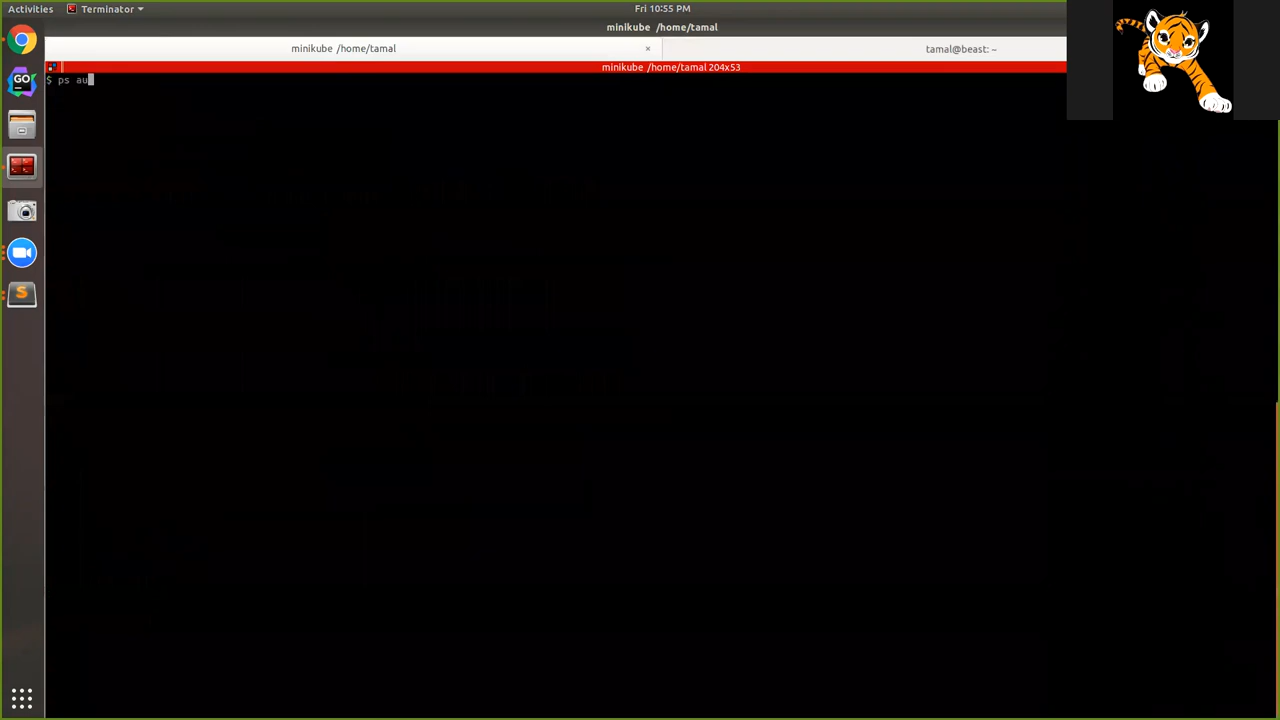 Activities
Terminator
Fri 10:55 PM
minikube /home/tamal
minikube /home/tamal ×
tamal@beast: ~
minikube /home/tamal 204x53
$ ps au
GO
S